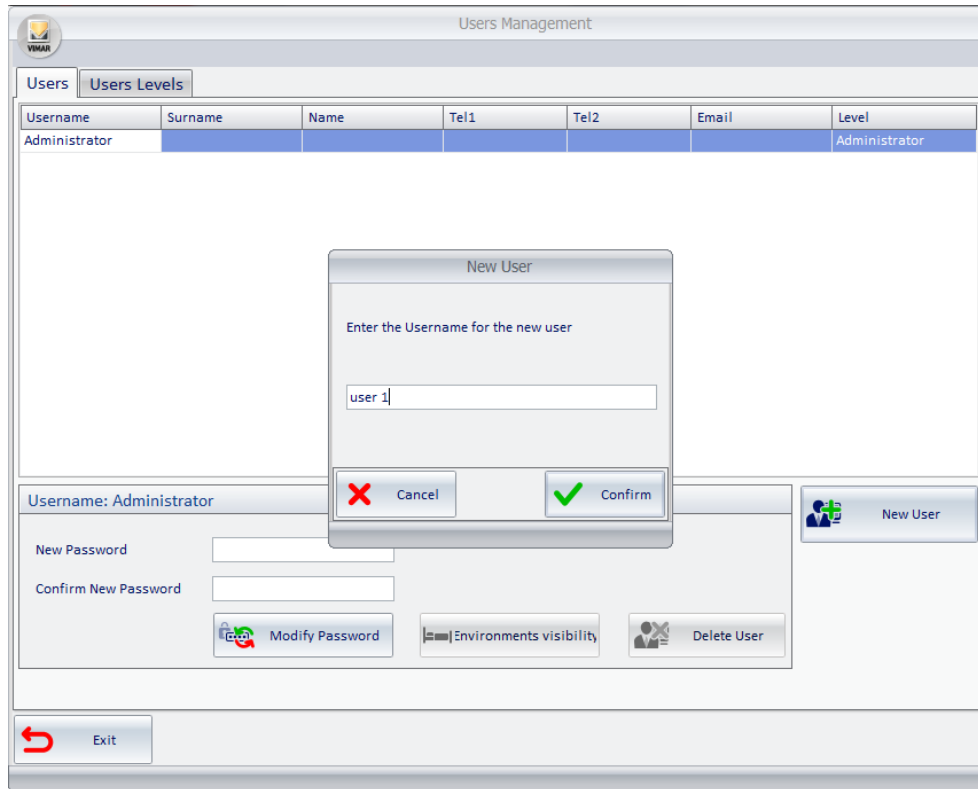 Users Management
VIMAR
Users Users Levels
Username Surname Name Tel1 Tel2 Email Level
Administrator Administrator
New User
Enter the Username for the new user
user 1
Cancel Confirm
Username: Administrator
New User
New Password
Confirm New Password
Modify Password Environments visibility Delete User
Exit